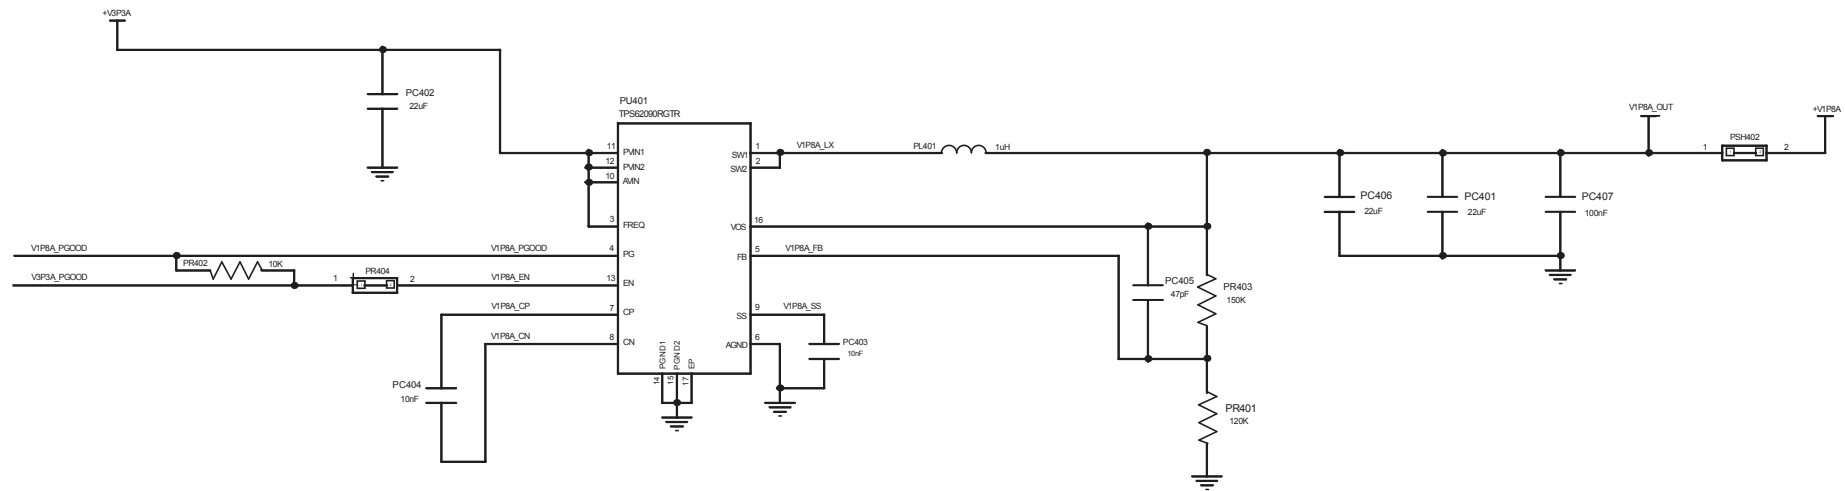 +V3P3A
PC402
22uF
PU401
TPS62090RGTR
11
PVIN1
12
PVIN2
10
AVIN
3
FREQ
4
PG
13
EN
7
CP
8
CN
1
SW1
2
SW2
16
VOS
5
FB
9
SS
6
AGND
14
PGND1
15
PGND2
17
EP
V1P8A_LX
PL401
1uH
V1P8A_OUT
+V1P8A
PSH402
1
2
PC406
22uF
PC401
22uF
PC407
100nF
V1P8A_PGOOD
V1P8A_PGOOD
PR402
10K
V3P3A_PGOOD
1
PR404
2
V1P8A_EN
V1P8A_CP
V1P8A_CN
PC404
10nF
V1P8A_FB
V1P8A_SS
PC403
10nF
PC405
47pF
PR403
150K
PR401
120K